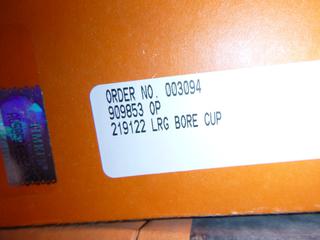 ORDER NO. 003094
909853 OP
219122 LRG BORE CUP